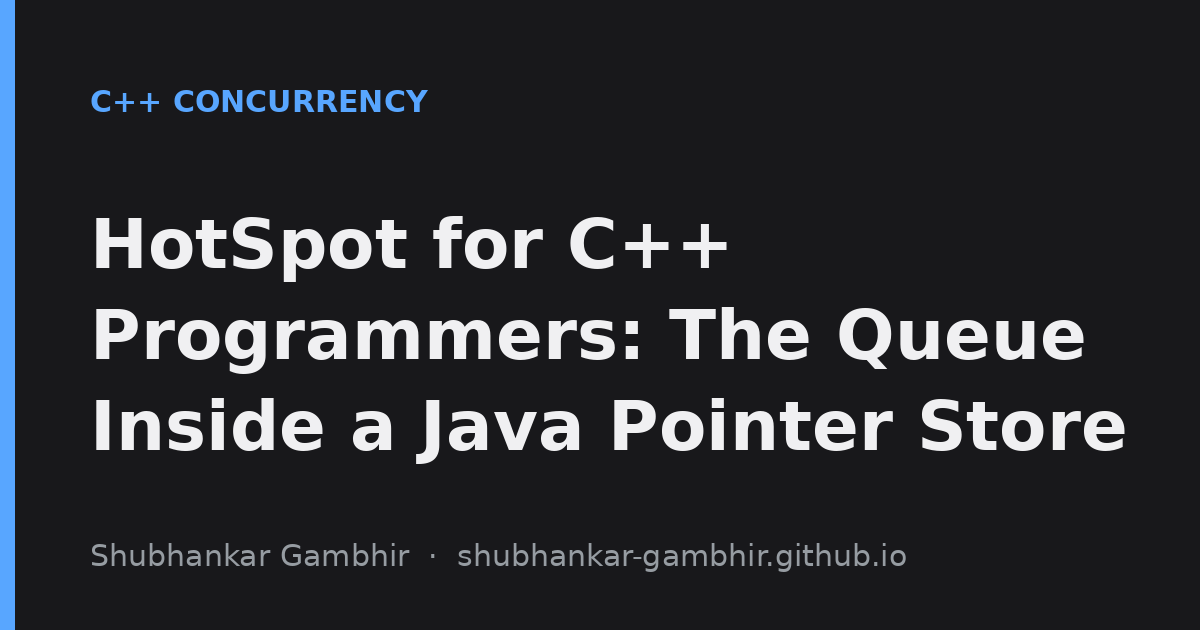 C++ CONCURRENCY
HotSpot for C++
Programmers: The Queue
Inside a Java Pointer Store
Shubhankar Gambhir · shubhankar-gambhir.github.io